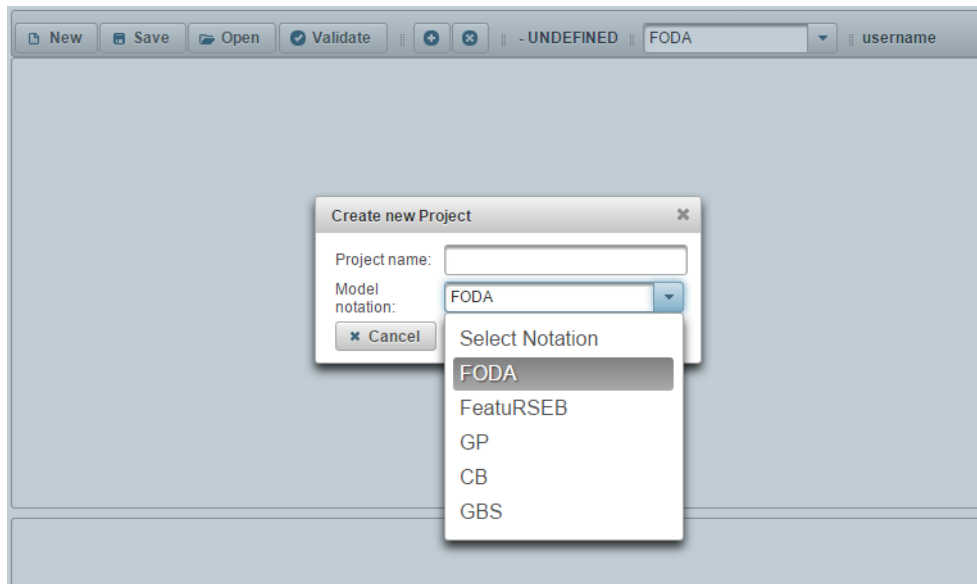 New Save Open Validate - UNDEFINED FODA username
Create new Project
Project name:
Model
notation:
FODA
Cancel
Select Notation
FODA
FeatuRSEB
GP
CB
GBS